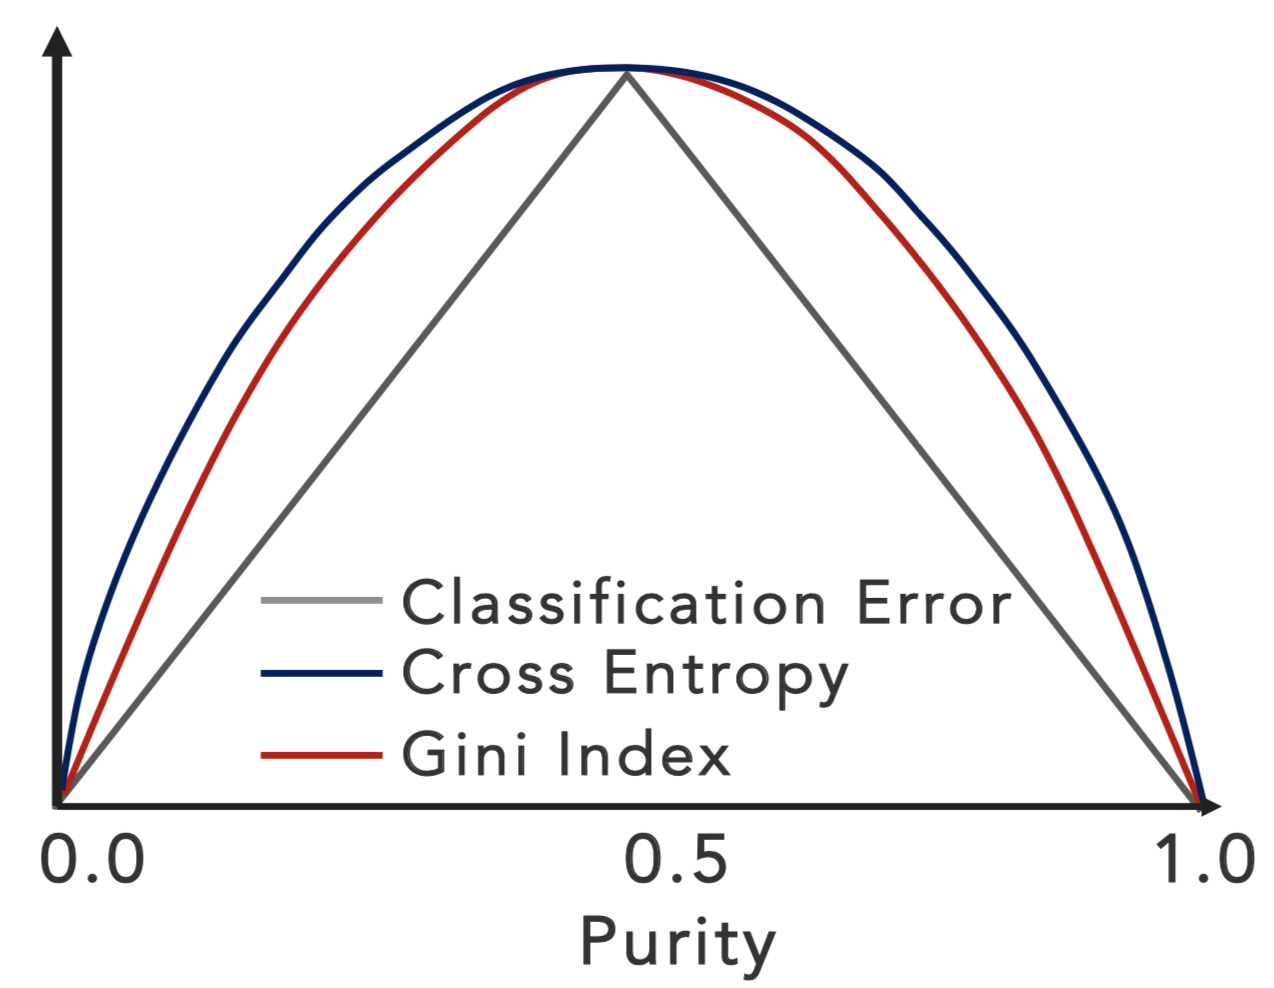 Classification Error
Cross Entropy
Gini Index
0.0 0.5 1.0
Purity